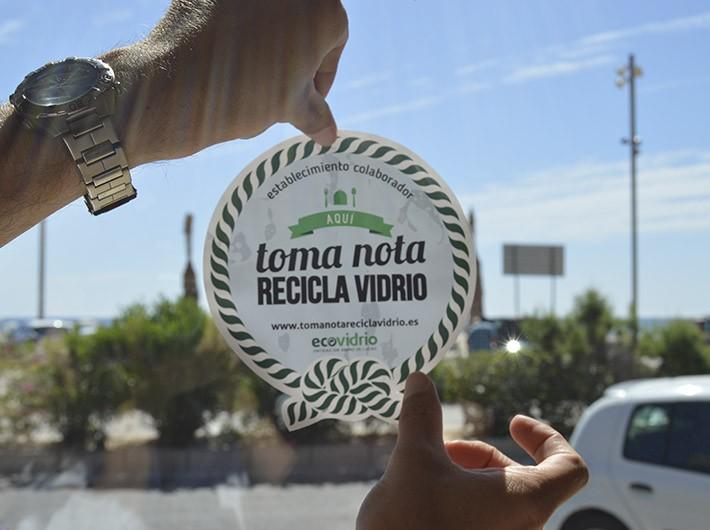 establecimiento colaborador
AQUÍ
toma nota
RECICLA VIDRIO
www.tomanotareciclavidrio.es
ecovidrio